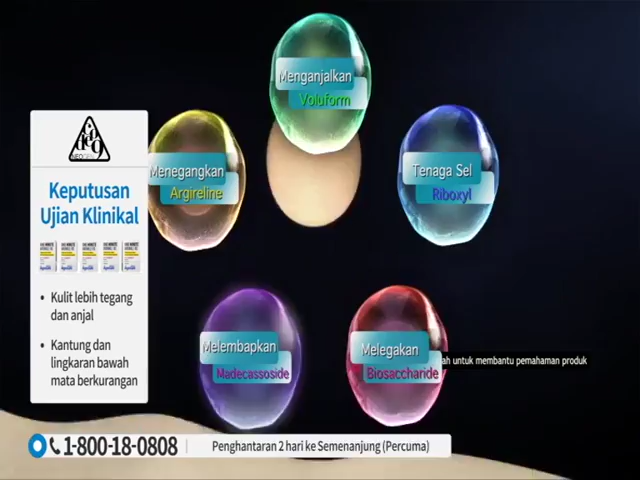 Menganjalkan
Voluform
Menegangkan
Argireline
Tenaga Sel
Riboxyl
Melembapkan
Madecassoside
Melegakan
Biosaccharide
ah untuk membantu pemahaman produk
Keputusan
Ujian Klinikal
• Kulit lebih tegang
dan anjal
• Kantung dan
lingkaran bawah
mata berkurangan
1-800-18-0808
Penghantaran 2 hari ke Semenanjung (Percuma)